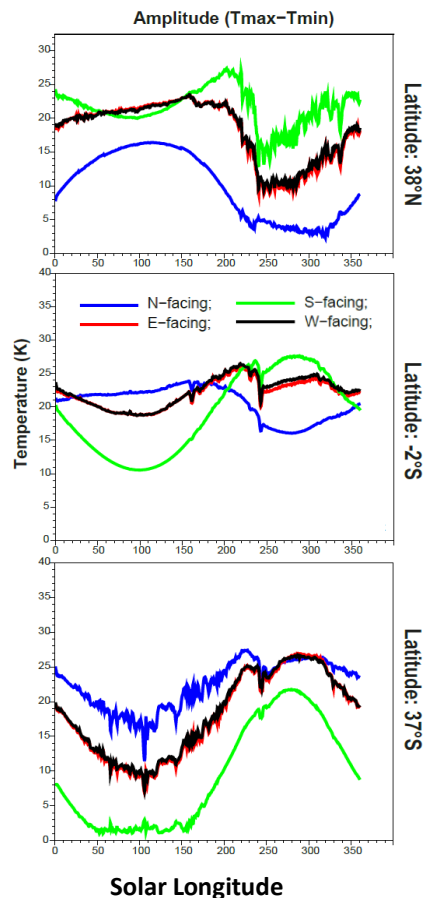 Amplitude (Tmax−Tmin)
30
25
20
15
10
5
0
0 50 100 150 200 250 300 350
Latitude: 38°N
40
35
30
25
20
15
10
5
0
N-facing; S-facing;
E-facing; W-facing;
0 50 100 150 200 250 300 350
Temperature (K)
Latitude: -2°S
40
35
30
25
20
15
10
5
0
0 50 100 150 200 250 300 350
Latitude: 37°S
Solar Longitude